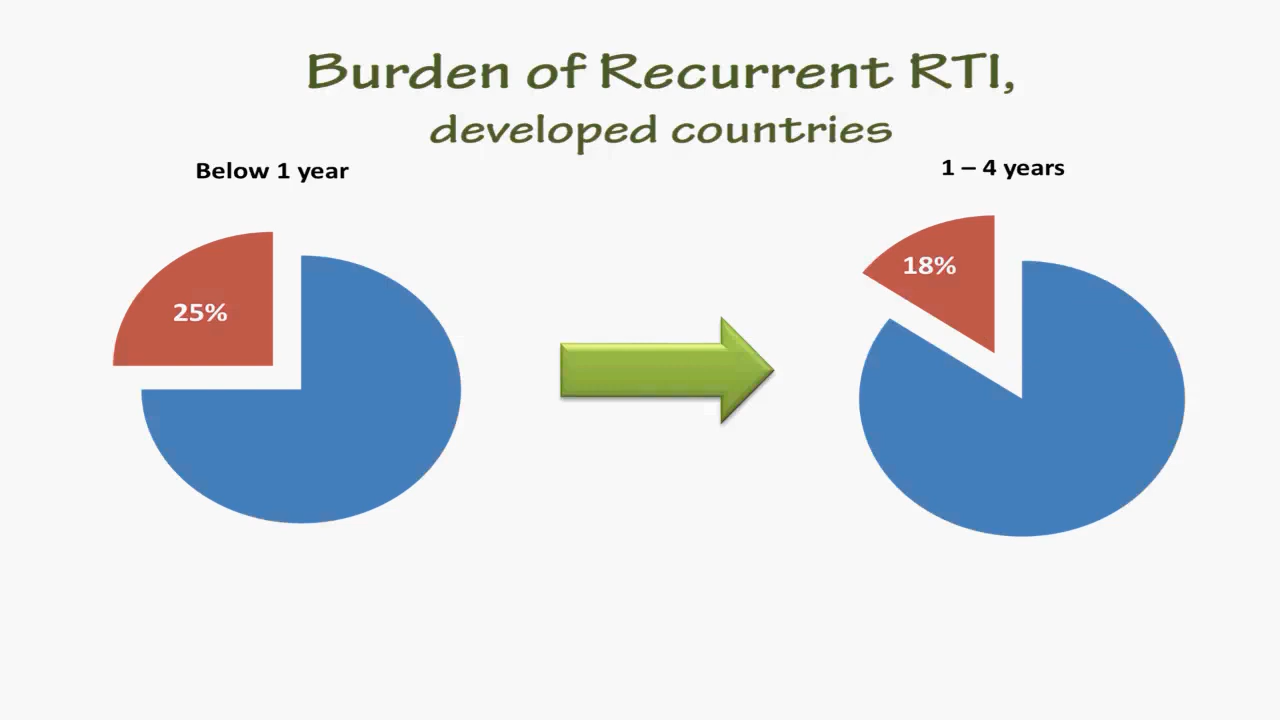 Burden of Recurrent RTI,
developed countries
Below 1 year
1 – 4 years
25%
18%